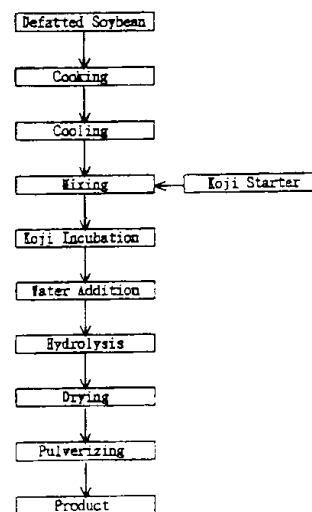 Defatted Soybean
Cooking
Cooling
Mixing
Koji Starter
Koji Incubation
Water Addition
Hydrolysis
Drying
Pulverizing
Product